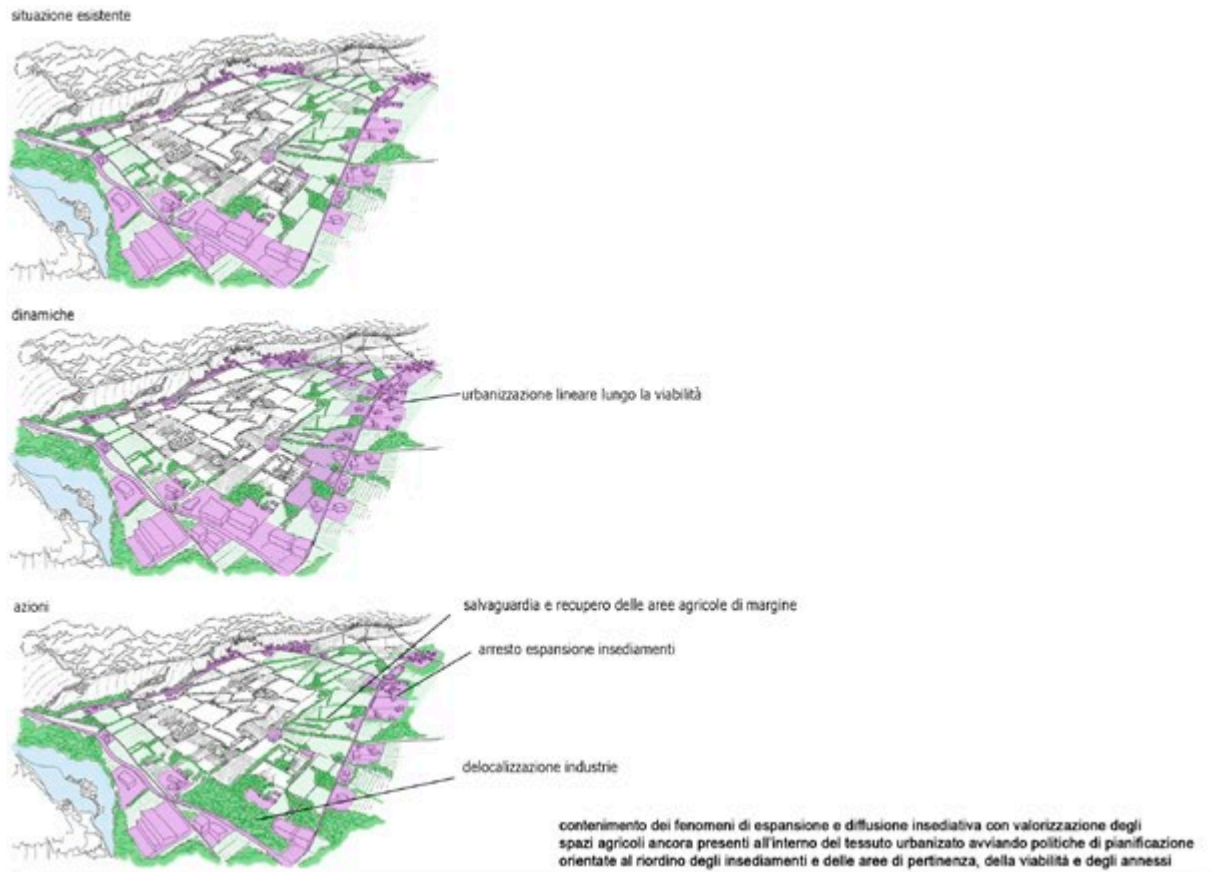 situazione esistente
dinamiche
urbanizzazione lineare lungo la viabilità
azioni
salvaguardia e recupero delle aree agricole di margine
arresto espansione insediamenti
delocalizzazione industrie
contenimento dei fenomeni di espansione e diffusione insediativa con valorizzazione degli
spazi agricoli ancora presenti all'interno del tessuto urbanizato avviando politiche di pianificazione
orientate al riordino degli insediamenti e delle aree di pertinenza, della viabilità e degli annessi